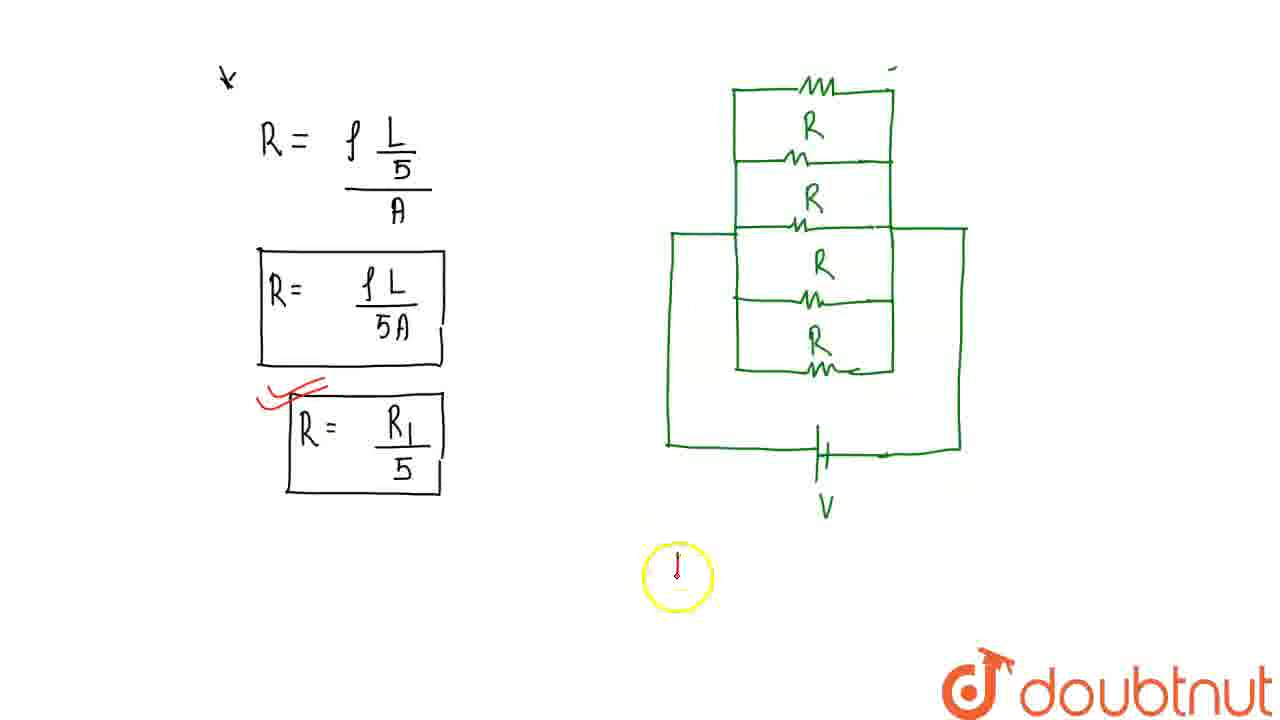 R = ρ L/5 / A
R = ρL / 5A
R = R₁ / 5
R
R
R
R
V
doubtnut